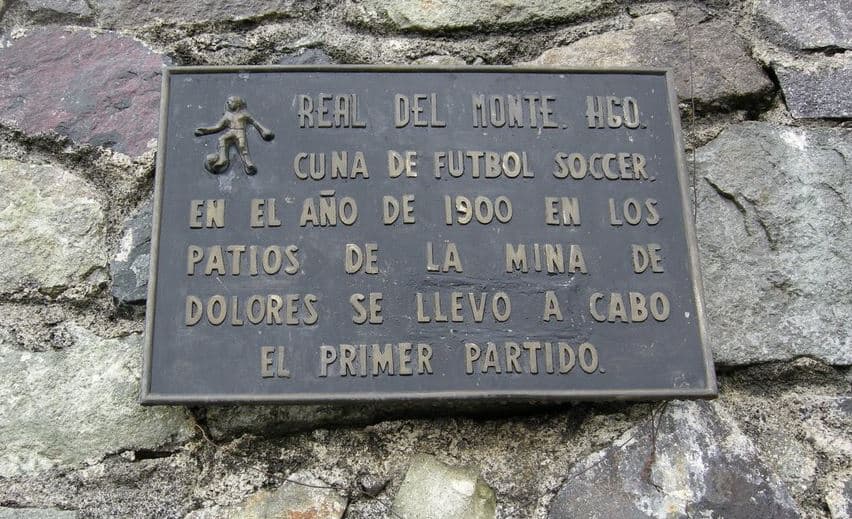 REAL DEL MONTE. HGO.
CUNA DE FUTBOL SOCCER.
EN EL AÑO DE 1900 EN LOS
PATIOS DE LA MINA DE
DOLORES SE LLEVO A CABO
EL PRIMER PARTIDO.